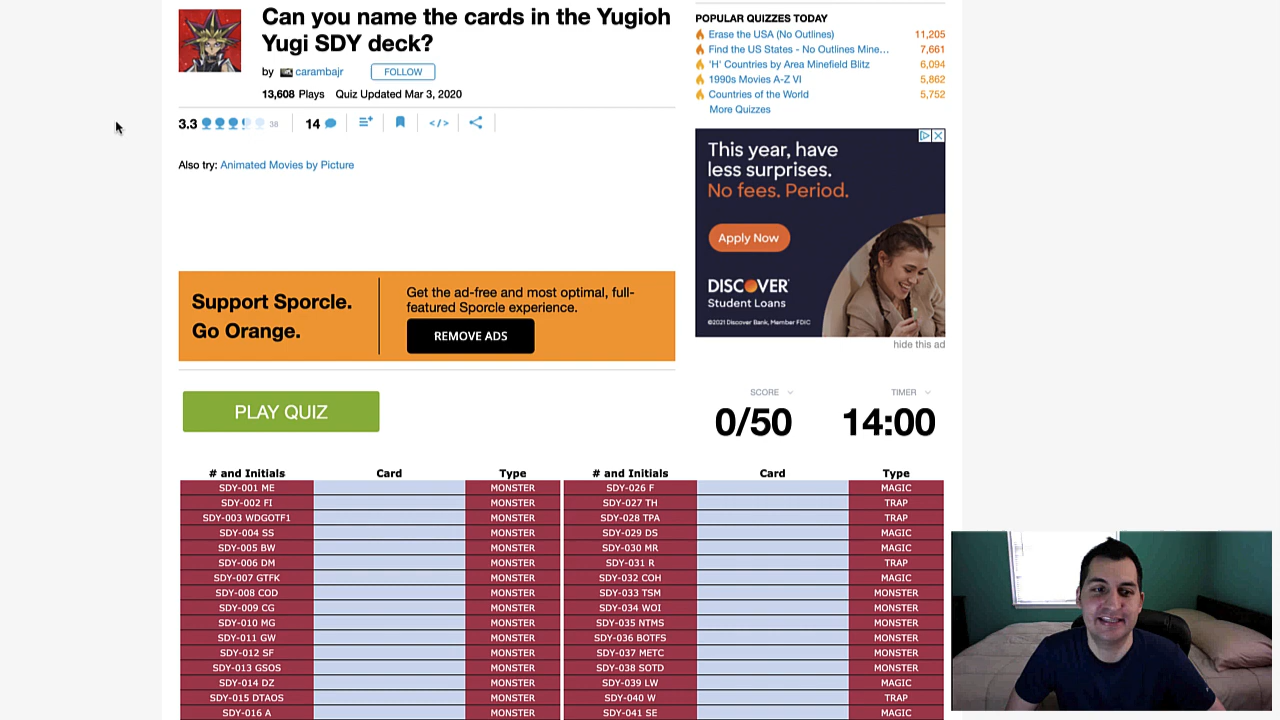 Can you name the cards in the Yugioh
Yugi SDY deck?
by carambajr FOLLOW
13,608 Plays Quiz Updated Mar 3, 2020
3.3 38 14 </>
Also try: Animated Movies by Picture
Support Sporcle.
Go Orange.
Get the ad-free and most optimal, full-
featured Sporcle experience.
REMOVE ADS
POPULAR QUIZZES TODAY
Erase the USA (No Outlines) 11,205
Find the US States - No Outlines Mine... 7,661
'H' Countries by Area Minefield Blitz 6,094
1990s Movies A-Z VI 5,862
Countries of the World 5,752
More Quizzes
This year, have
less surprises.
No fees. Period.
Apply Now
DISCOVER
Student Loans
©2021 Discover Bank, Member FDIC
hide this ad
PLAY QUIZ
SCORE TIMER
0/50 14:00
# and Initials Card Type # and Initials Card Type
SDY-001 ME MONSTER SDY-026 F MAGIC
SDY-002 FI MONSTER SDY-027 TH TRAP
SDY-003 WDGOTF1 MONSTER SDY-028 TPA TRAP
SDY-004 SS MONSTER SDY-029 DS MAGIC
SDY-005 BW MONSTER SDY-030 MR MAGIC
SDY-006 DM MONSTER SDY-031 R TRAP
SDY-007 GTFK MONSTER SDY-032 COH MAGIC
SDY-008 COD MONSTER SDY-033 TSM MONSTER
SDY-009 CG MONSTER SDY-034 WOI MONSTER
SDY-010 MG MONSTER SDY-035 NTMS MONSTER
SDY-011 GW MONSTER SDY-036 BOTFS MONSTER
SDY-012 SF MONSTER SDY-037 METC MONSTER
SDY-013 GSOS MONSTER SDY-038 SOTD MONSTER
SDY-014 DZ MONSTER SDY-039 LW MAGIC
SDY-015 DTAOS MONSTER SDY-040 W TRAP
SDY-016 A MONSTER SDY-041 SE MAGIC